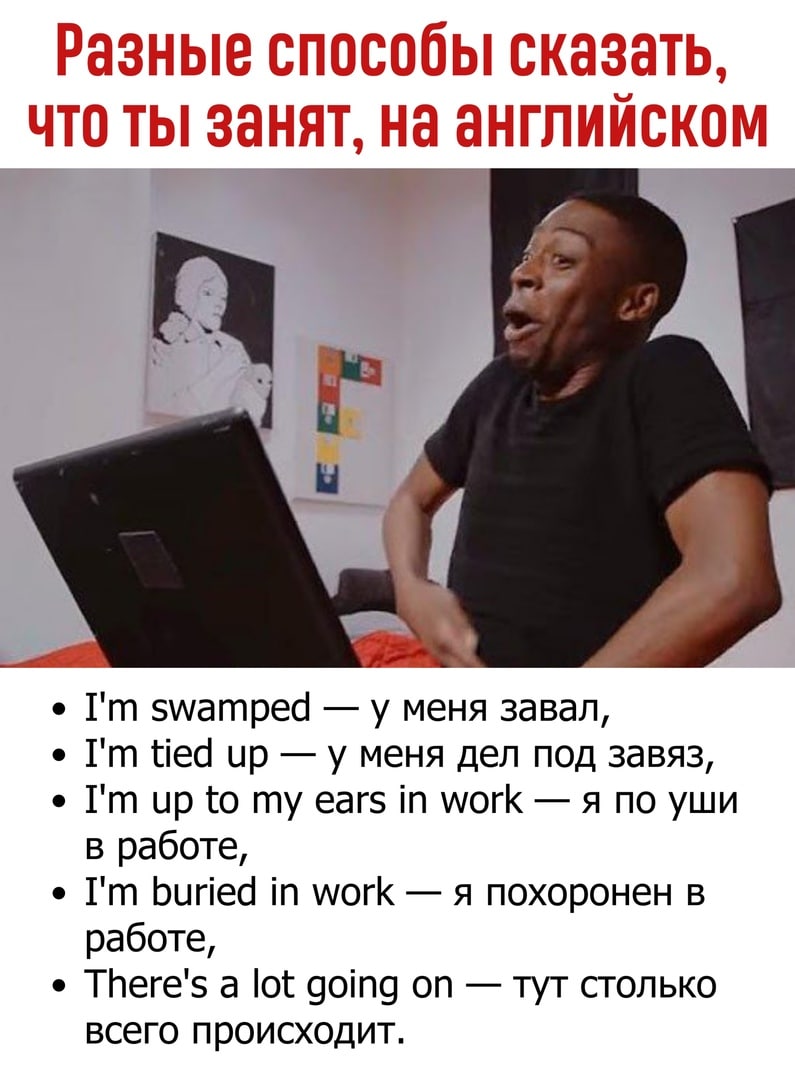 Разные способы сказать,
что ты занят, на английском
• I'm swamped — у меня завал,
• I'm tied up — у меня дел под завяз,
• I'm up to my ears in work — я по уши
в работе,
• I'm buried in work — я похоронен в
работе,
• There's a lot going on — тут столько
всего происходит.